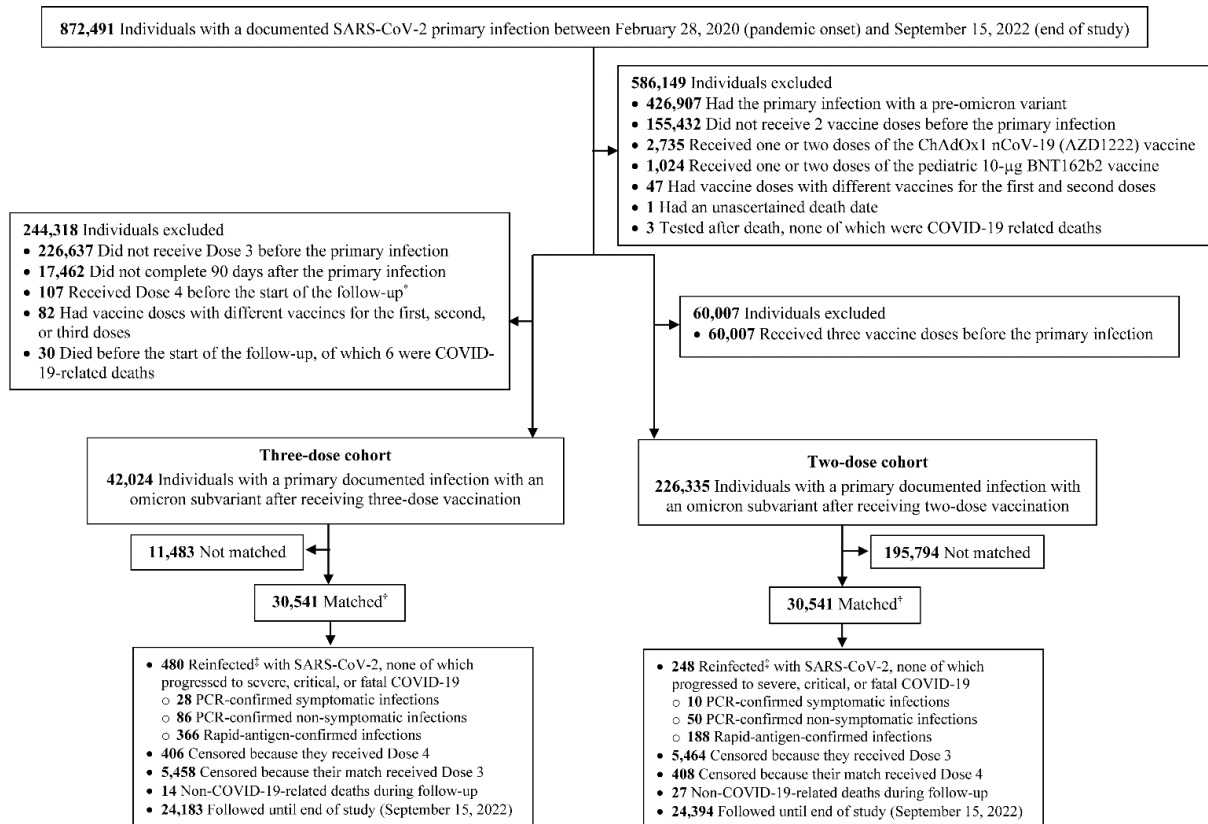 872,491 Individuals with a documented SARS-CoV-2 primary infection between February 28, 2020 (pandemic onset) and September 15, 2022 (end of study)
586,149 Individuals excluded
• 426,907 Had the primary infection with a pre-omicron variant
• 155,432 Did not receive 2 vaccine doses before the primary infection
• 2,735 Received one or two doses of the ChAdOx1 nCoV-19 (AZD1222) vaccine
• 1,024 Received one or two doses of the pediatric 10-µg BNT162b2 vaccine
• 47 Had vaccine doses with different vaccines for the first and second doses
• 1 Had an unascertained death date
• 3 Tested after death, none of which were COVID-19 related deaths
244,318 Individuals excluded
• 226,637 Did not receive Dose 3 before the primary infection
• 17,462 Did not complete 90 days after the primary infection
• 107 Received Dose 4 before the start of the follow-up*
• 82 Had vaccine doses with different vaccines for the first, second,
or third doses
• 30 Died before the start of the follow-up, of which 6 were COVID-
19-related deaths
60,007 Individuals excluded
• 60,007 Received three vaccine doses before the primary infection
Three-dose cohort
42,024 Individuals with a primary documented infection with an
omicron subvariant after receiving three-dose vaccination
Two-dose cohort
226,335 Individuals with a primary documented infection with
an omicron subvariant after receiving two-dose vaccination
11,483 Not matched
195,794 Not matched
30,541 Matched†
30,541 Matched†
• 480 Reinfected‡ with SARS-CoV-2, none of which
progressed to severe, critical, or fatal COVID-19
○ 28 PCR-confirmed symptomatic infections
○ 86 PCR-confirmed non-symptomatic infections
○ 366 Rapid-antigen-confirmed infections
• 406 Censored because they received Dose 4
• 5,458 Censored because their match received Dose 3
• 14 Non-COVID-19-related deaths during follow-up
• 24,183 Followed until end of study (September 15, 2022)
• 248 Reinfected‡ with SARS-CoV-2, none of which
progressed to severe, critical, or fatal COVID-19
○ 10 PCR-confirmed symptomatic infections
○ 50 PCR-confirmed non-symptomatic infections
○ 188 Rapid-antigen-confirmed infections
• 5,464 Censored because they received Dose 3
• 408 Censored because their match received Dose 4
• 27 Non-COVID-19-related deaths during follow-up
• 24,394 Followed until end of study (September 15, 2022)